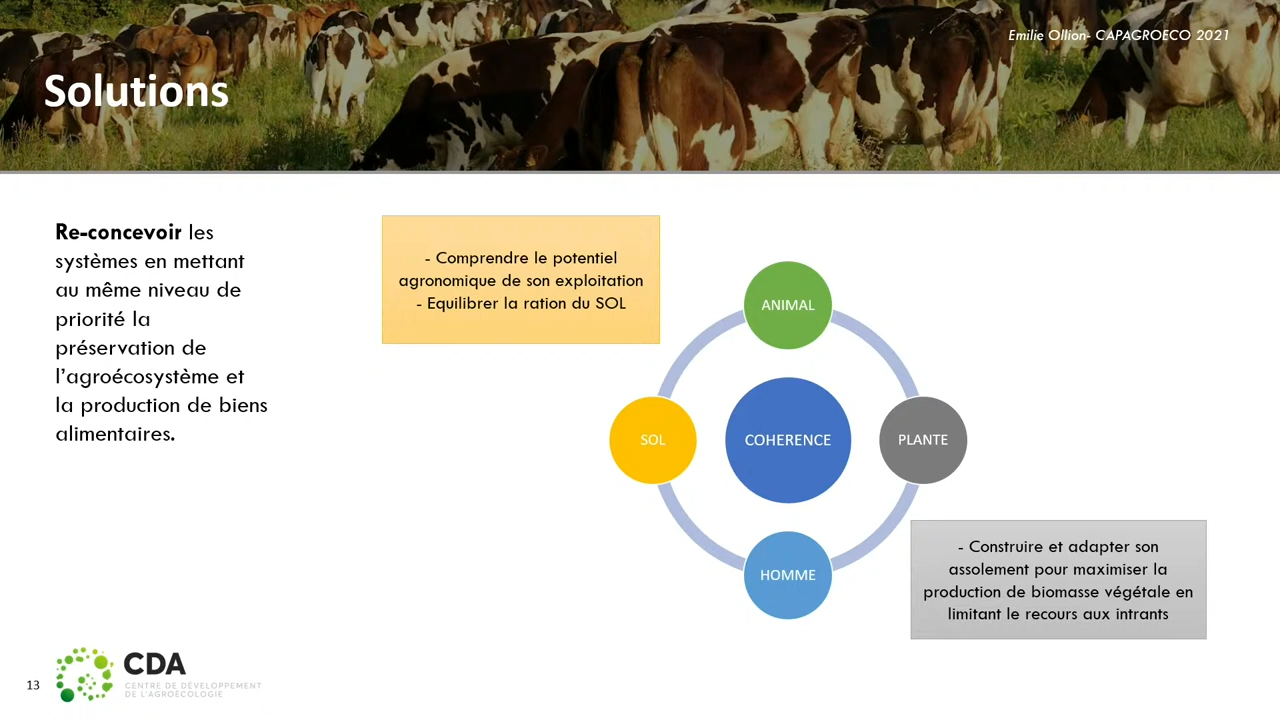 Emilie Ollion- CAPAGROECO 2021
Solutions
Re-concevoir les
systèmes en mettant
au même niveau de
priorité la
préservation de
l’agroécosystème et
la production de biens
alimentaires.
- Comprendre le potentiel
agronomique de son exploitation
- Equilibrer la ration du SOL
ANIMAL
SOL
COHERENCE
PLANTE
HOMME
- Construire et adapter son
assolement pour maximiser la
production de biomasse végétale en
limitant le recours aux intrants
13
CDA
CENTRE DE DÉVELOPPEMENT
DE L'AGROÉCOLOGIE